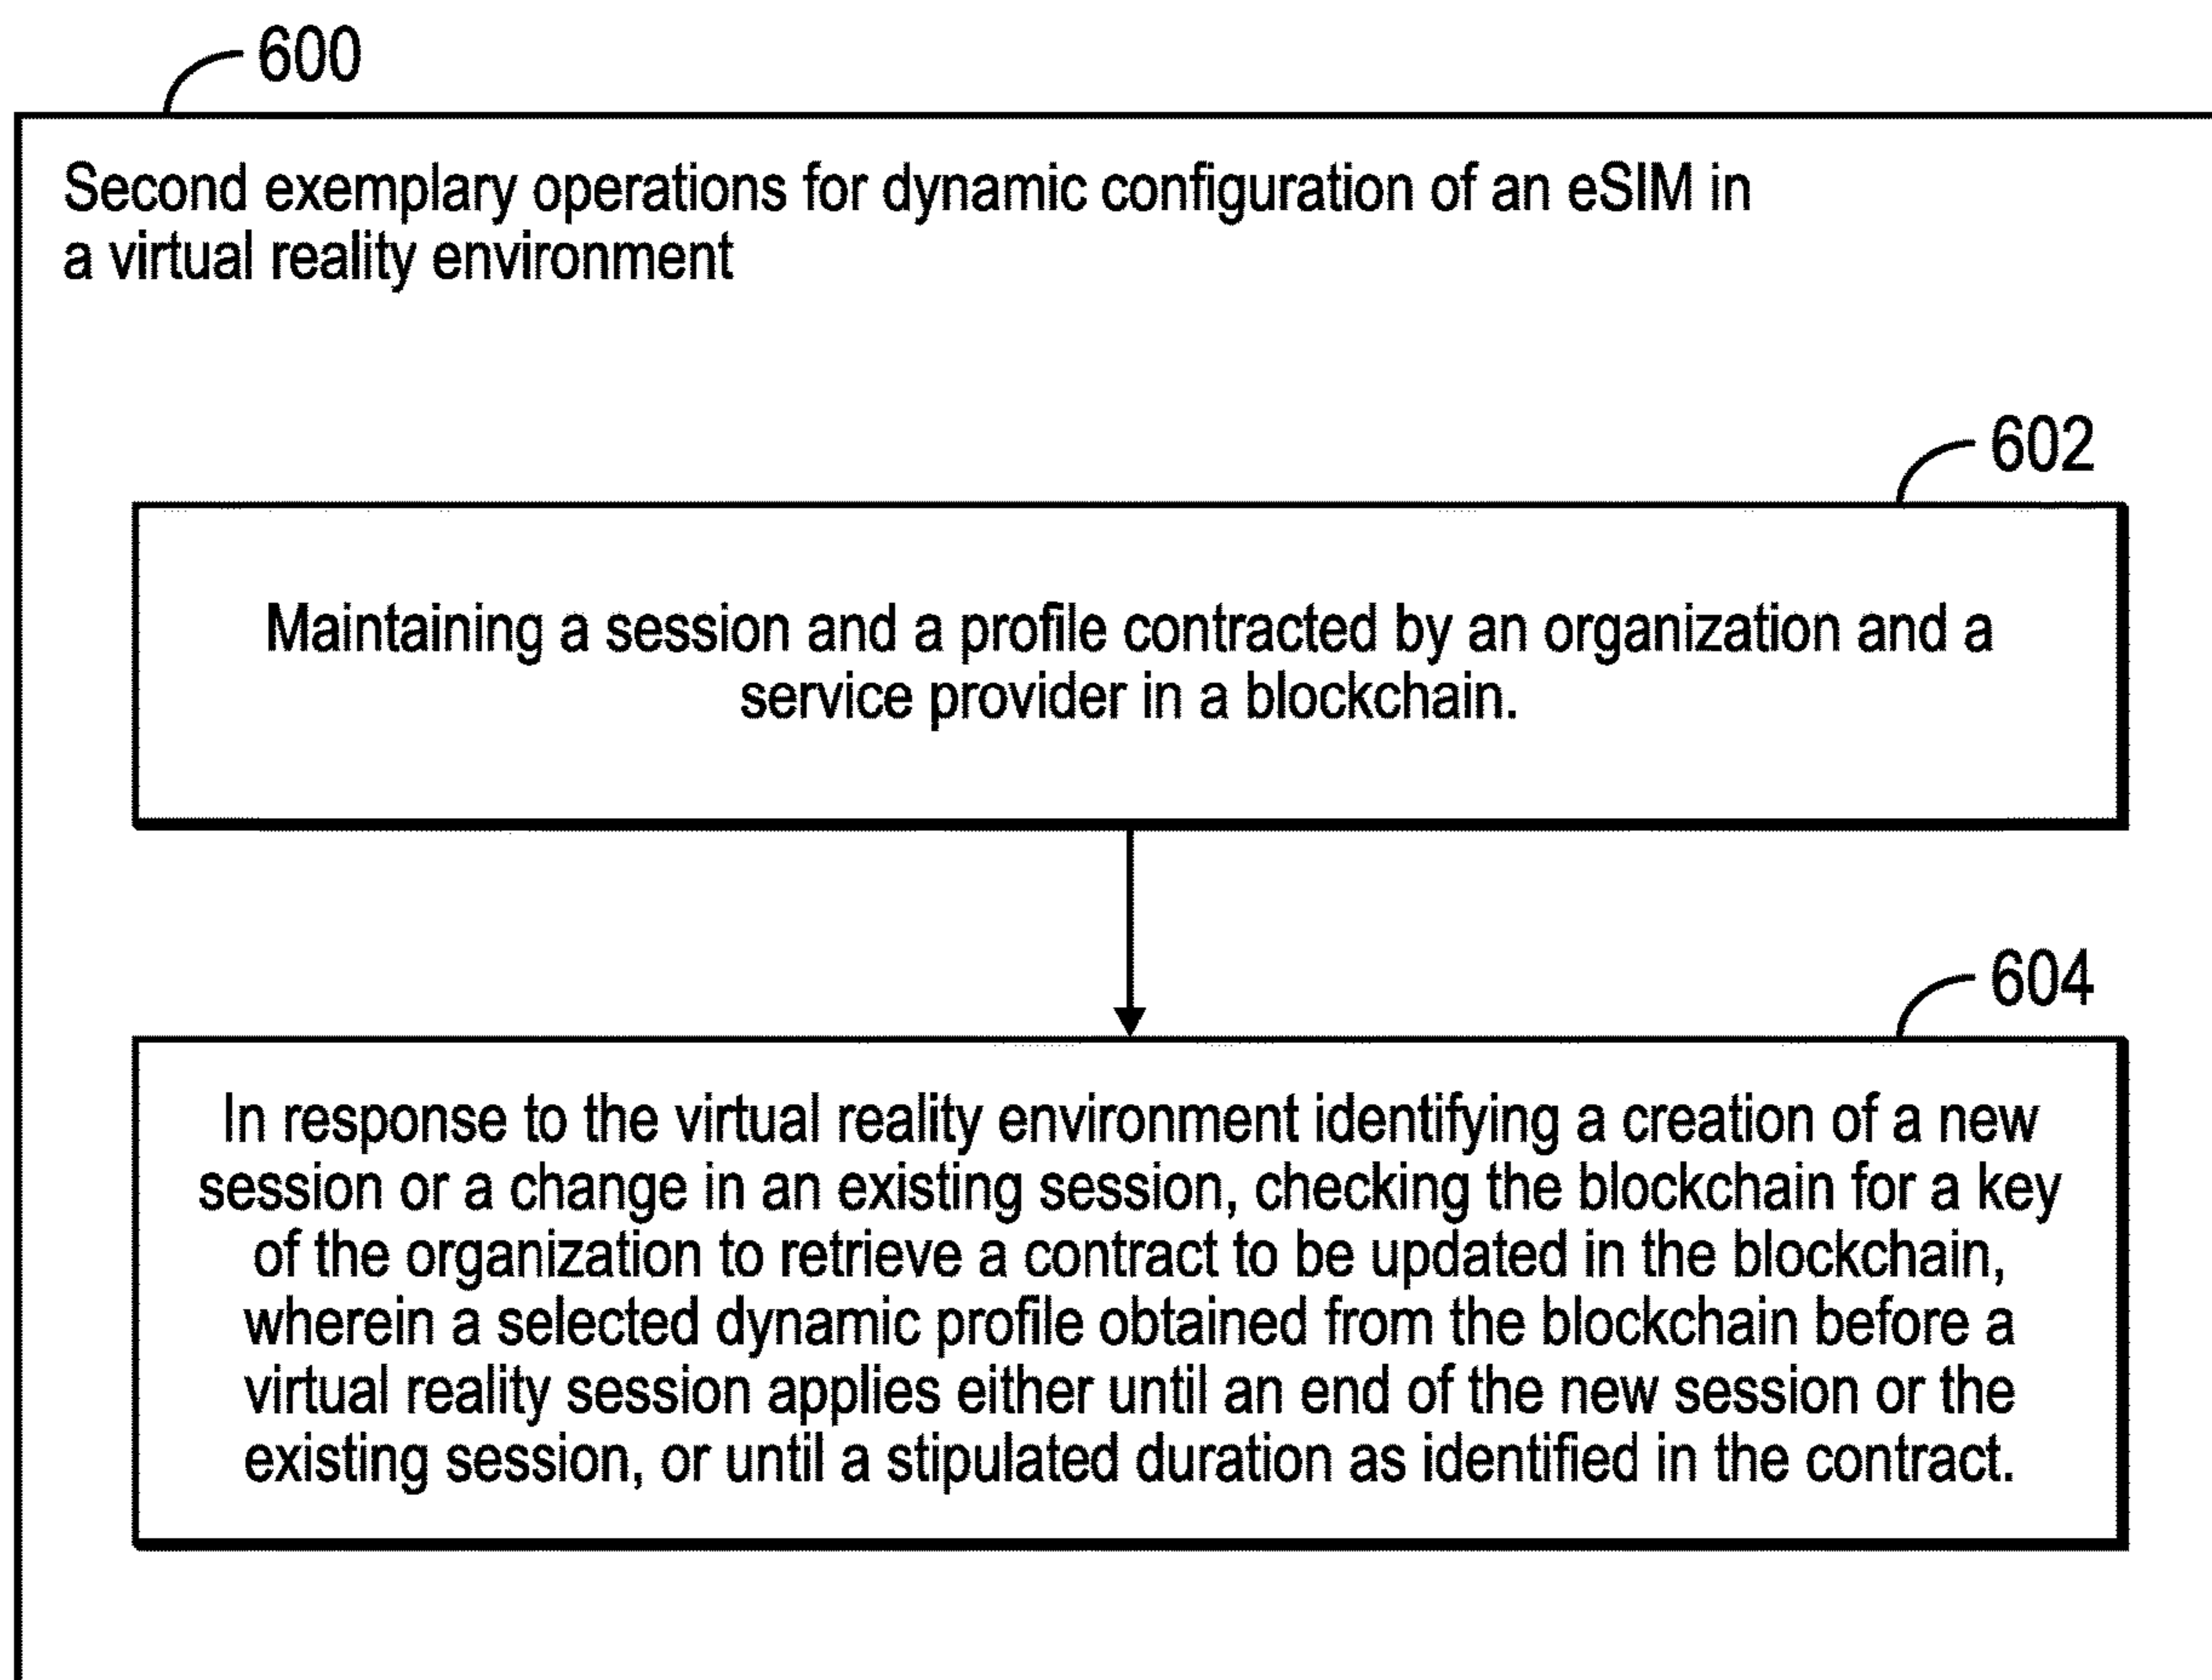 600
Second exemplary operations for dynamic configuration of an eSIM in
a virtual reality environment
602
Maintaining a session and a profile contracted by an organization and a
service provider in a blockchain.
604
In response to the virtual reality environment identifying a creation of a new
session or a change in an existing session, checking the blockchain for a key
of the organization to retrieve a contract to be updated in the blockchain,
wherein a selected dynamic profile obtained from the blockchain before a
virtual reality session applies either until an end of the new session or the
existing session, or until a stipulated duration as identified in the contract.